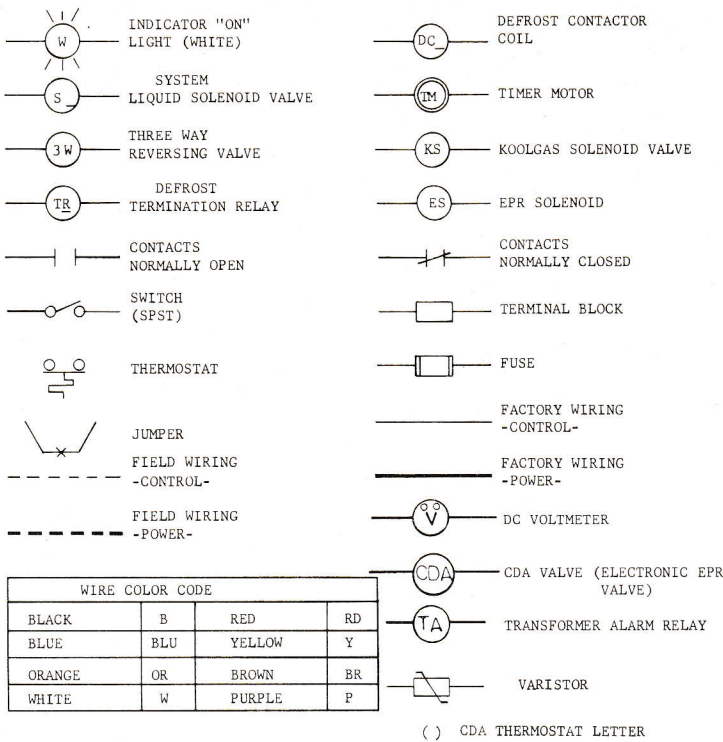 W
INDICATOR "ON"
LIGHT (WHITE)
S_
SYSTEM
LIQUID SOLENOID VALVE
3W
THREE WAY
REVERSING VALVE
TR
DEFROST
TERMINATION RELAY
CONTACTS
NORMALLY OPEN
SWITCH
(SPST)
THERMOSTAT
JUMPER
FIELD WIRING
-CONTROL-
FIELD WIRING
-POWER-
DC_
DEFROST CONTACTOR
COIL
TM
TIMER MOTOR
KS
KOOLGAS SOLENOID VALVE
ES
EPR SOLENOID
CONTACTS
NORMALLY CLOSED
TERMINAL BLOCK
FUSE
FACTORY WIRING
-CONTROL-
FACTORY WIRING
-POWER-
V
DC VOLTMETER
CDA
CDA VALVE (ELECTRONIC EPR
VALVE)
TA
TRANSFORMER ALARM RELAY
VARISTOR
( ) CDA THERMOSTAT LETTER
WIRE COLOR CODE
BLACK B RED RD
BLUE BLU YELLOW Y
ORANGE OR BROWN BR
WHITE W PURPLE P